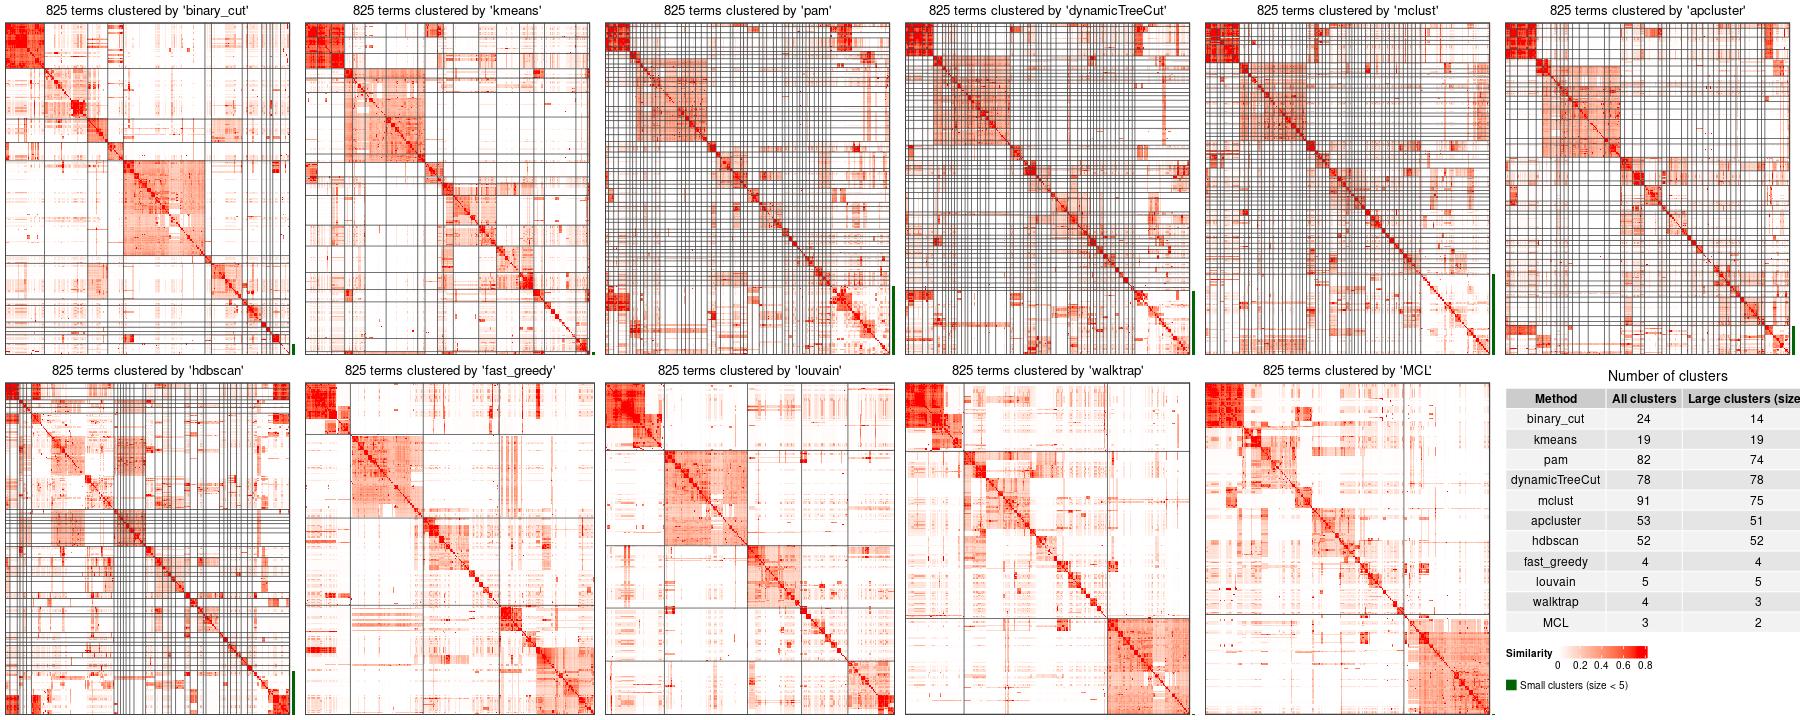 825 terms clustered by 'binary_cut'
825 terms clustered by 'kmeans'
825 terms clustered by 'pam'
825 terms clustered by 'dynamicTreeCut'
825 terms clustered by 'mclust'
825 terms clustered by 'apcluster'
825 terms clustered by 'hdbscan'
825 terms clustered by 'fast_greedy'
825 terms clustered by 'louvain'
825 terms clustered by 'walktrap'
825 terms clustered by 'MCL'
Number of clusters
Method All clusters Large clusters (size
binary_cut 24 14
kmeans 19 19
pam 82 74
dynamicTreeCut 78 78
mclust 91 75
apcluster 53 51
hdbscan 52 52
fast_greedy 4 4
louvain 5 5
walktrap 4 3
MCL 3 2
Similarity
0 0.2 0.4 0.6 0.8
Small clusters (size < 5)